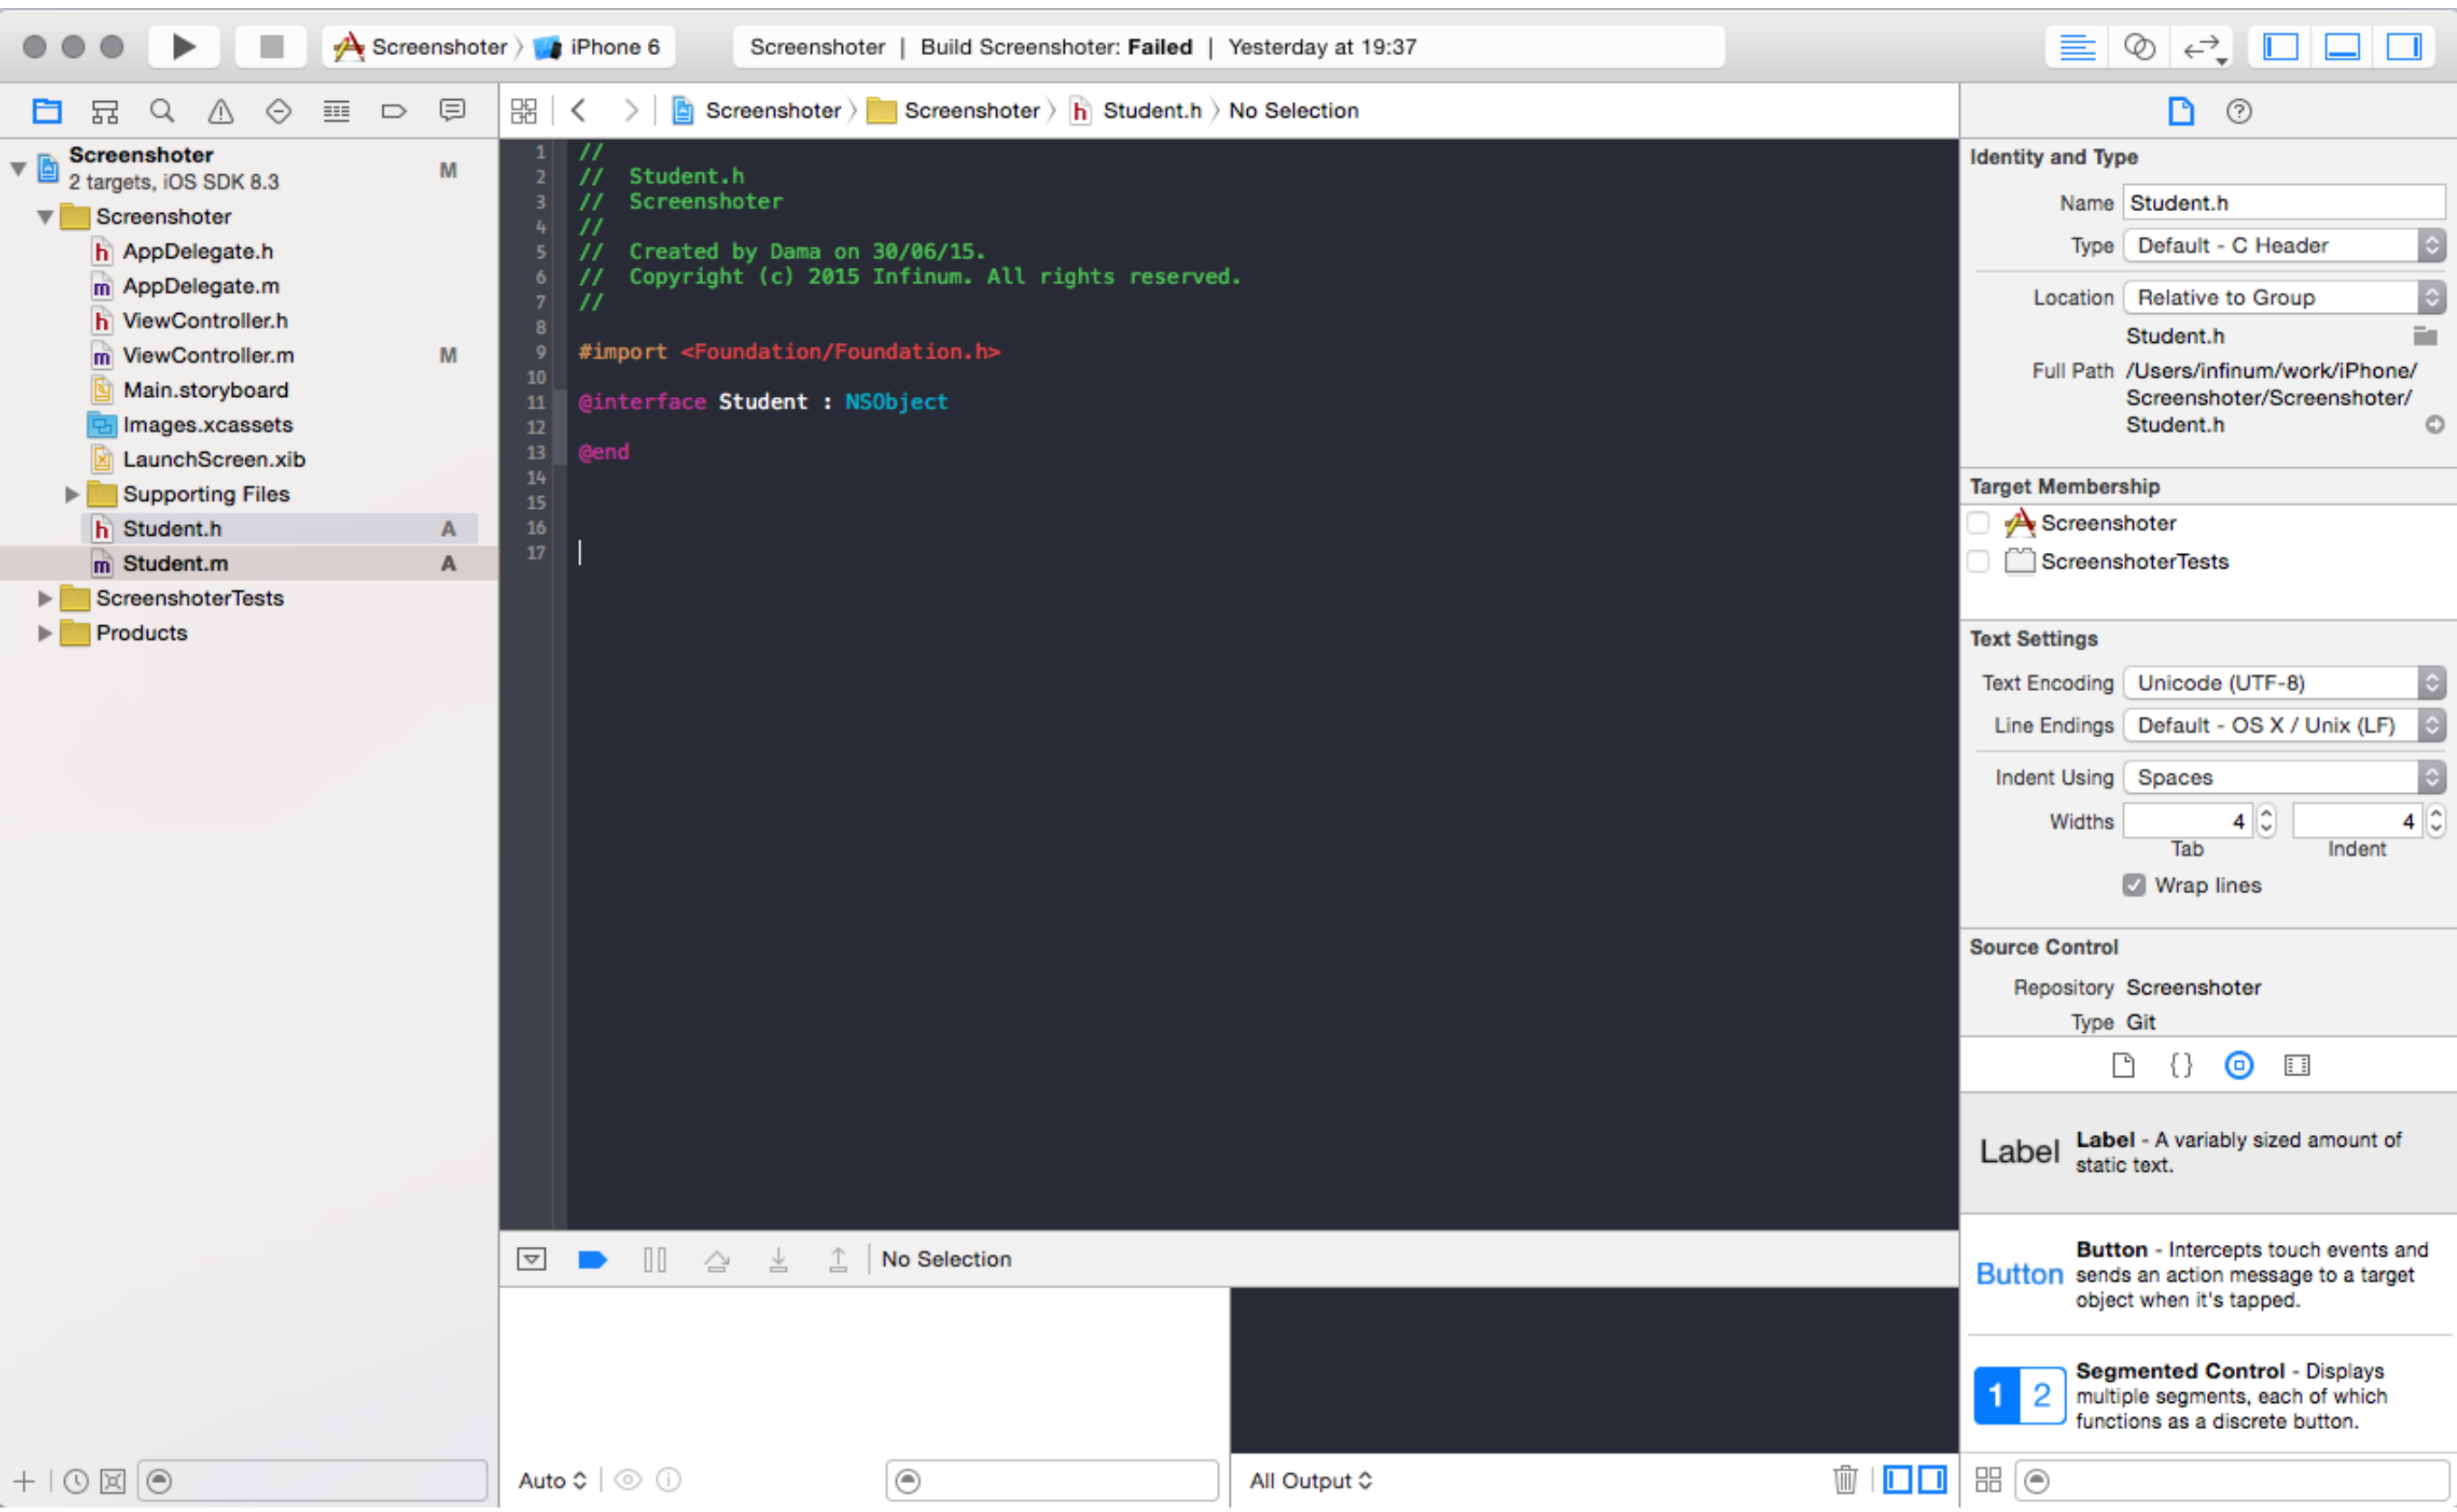 Screenshoter 〉 iPhone 6
Screenshoter | Build Screenshoter: Failed | Yesterday at 19:37
Screenshoter
2 targets, iOS SDK 8.3
M
Screenshoter
AppDelegate.h
AppDelegate.m
ViewController.h
ViewController.m M
Main.storyboard
Images.xcassets
LaunchScreen.xib
Supporting Files
Student.h A
Student.m A
ScreenshoterTests
Products
Screenshoter 〉 Screenshoter 〉 h Student.h 〉 No Selection
1 //
2 //  Student.h
3 //  Screenshoter
4 //
5 //  Created by Dama on 30/06/15.
6 //  Copyright (c) 2015 Infinum. All rights reserved.
7 //
8
9 #import <Foundation/Foundation.h>
10
11 @interface Student : NSObject
12
13 @end
14
15
16
17
No Selection
Auto
All Output
Identity and Type
Name Student.h
Type Default - C Header
Location Relative to Group
Student.h
Full Path /Users/infinum/work/iPhone/
Screenshoter/Screenshoter/
Student.h
Target Membership
Screenshoter
ScreenshoterTests
Text Settings
Text Encoding Unicode (UTF-8)
Line Endings Default - OS X / Unix (LF)
Indent Using Spaces
Widths 4 4
Tab Indent
Wrap lines
Source Control
Repository Screenshoter
Type Git
{}
Label
Label - A variably sized amount of
static text.
Button
Button - Intercepts touch events and
sends an action message to a target
object when it's tapped.
1 2
Segmented Control - Displays
multiple segments, each of which
functions as a discrete button.